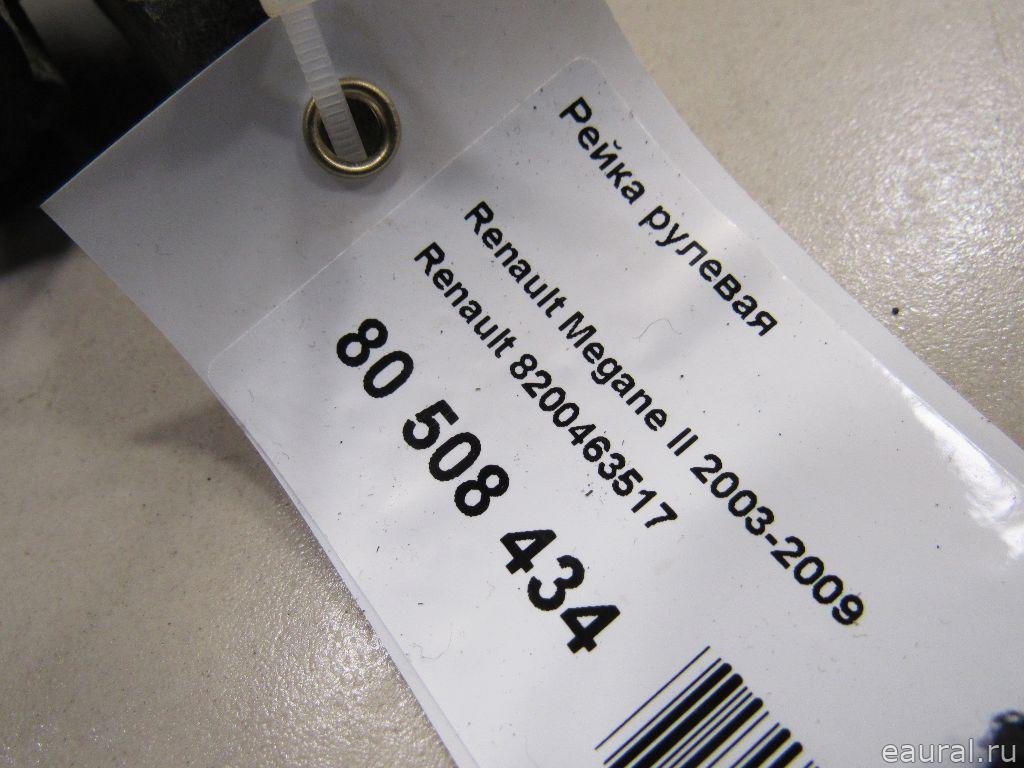 Рейка рулевая
Renault Megane II 2003-2009
Renault 8200463517
80 508 434
eaural.ru